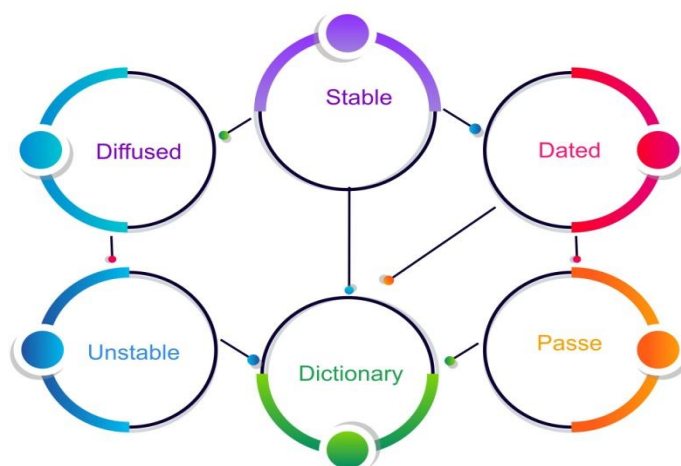 Stable
Diffused
Dated
Unstable
Dictionary
Passe